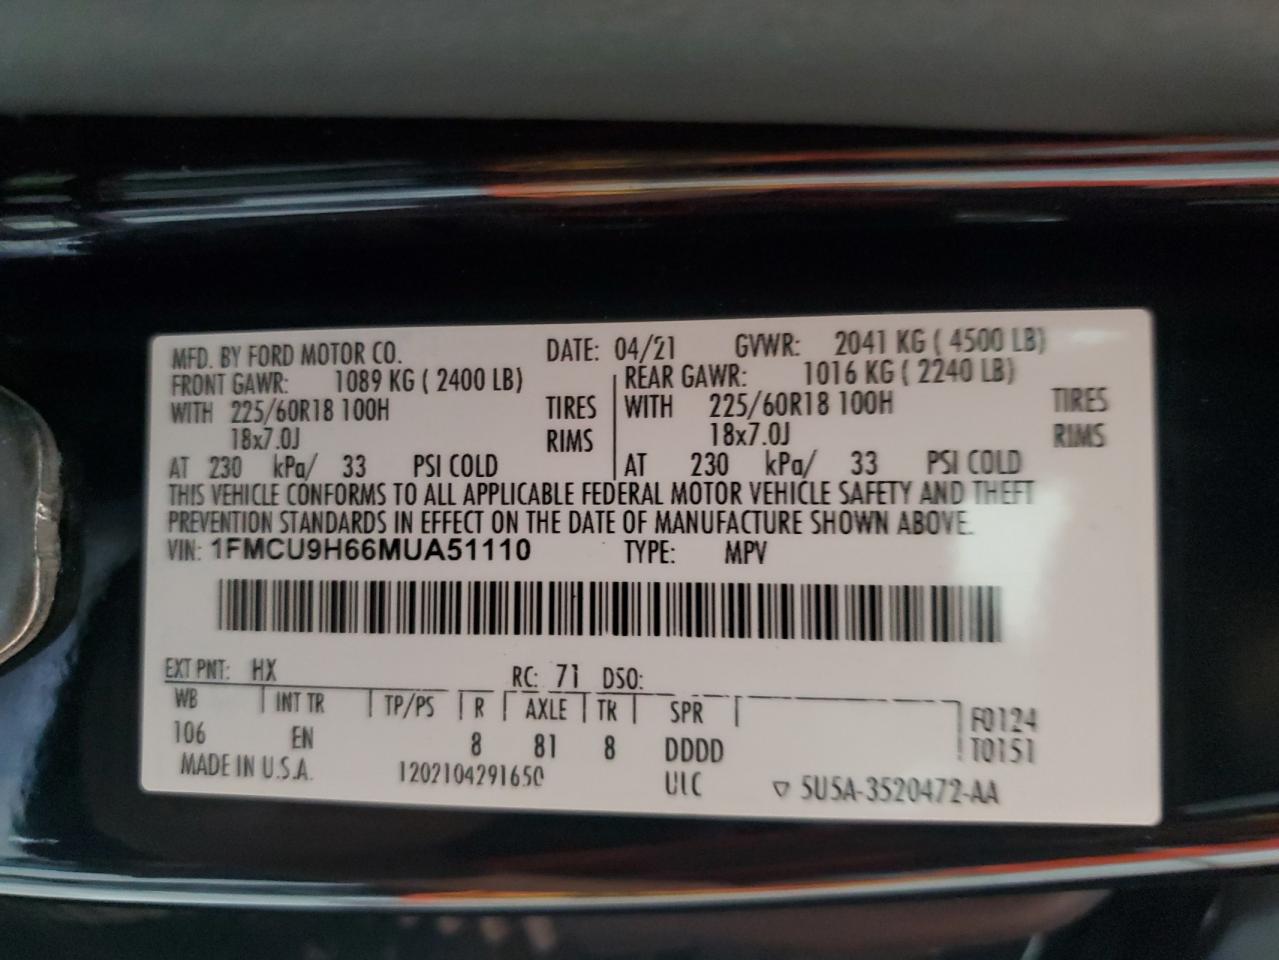 MFD. BY FORD MOTOR CO. DATE: 04/21 GVWR: 2041 KG ( 4500 LB)
FRONT GAWR: 1089 KG ( 2400 LB) REAR GAWR: 1016 KG ( 2240 LB)
WITH 225/60R18 100H TIRES WITH 225/60R18 100H TIRES
18x7.0J RIMS 18x7.0J RIMS
AT 230 kPa/ 33 PSI COLD AT 230 kPa/ 33 PSI COLD
THIS VEHICLE CONFORMS TO ALL APPLICABLE FEDERAL MOTOR VEHICLE SAFETY AND THEFT
PREVENTION STANDARDS IN EFFECT ON THE DATE OF MANUFACTURE SHOWN ABOVE.
VIN: 1FMCU9H66MUA51110 TYPE: MPV
EXT PNT: HX RC: 71 DSO:
WB INT TR TP/PS R AXLE TR SPR F0124
106 EN 8 81 8 DDDD T0151
MADE IN U.S.A. 1202104291650 ULC ▽ 5U5A-3520472-AA